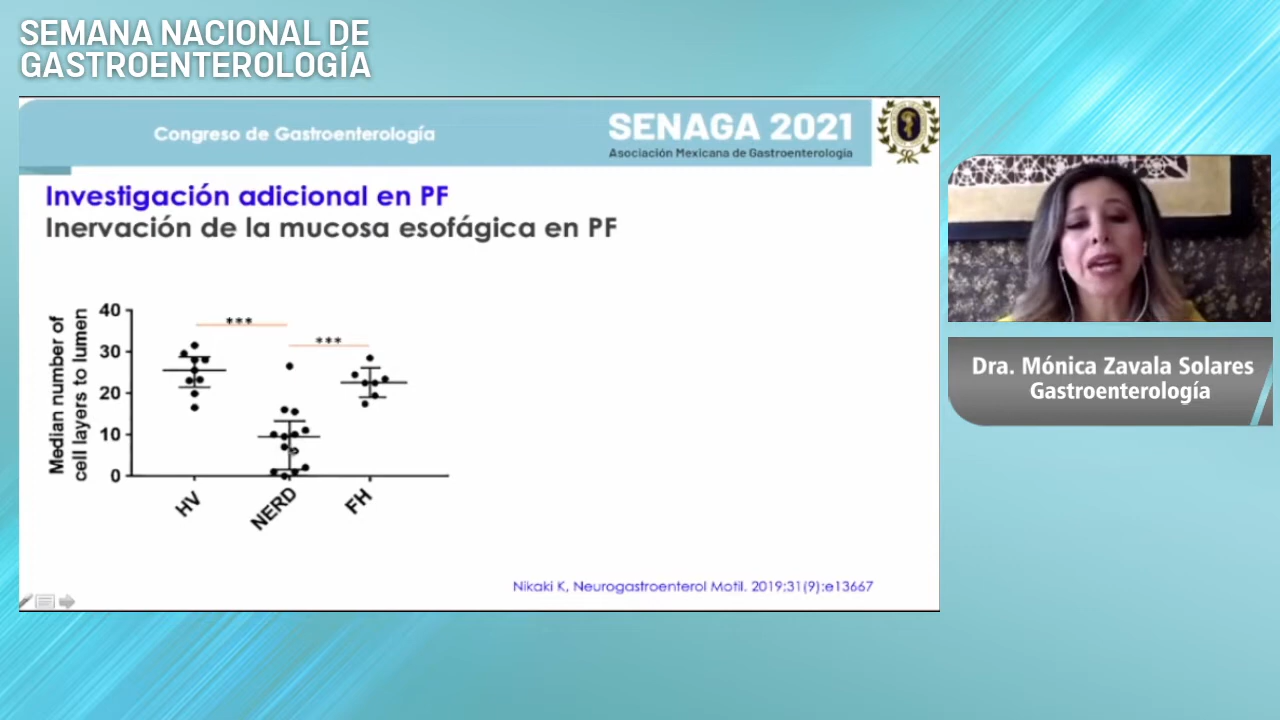 SEMANA NACIONAL DE
GASTROENTEROLOGÍA
Congreso de Gastroenterología
SENAGA 2021
Asociación Mexicana de Gastroenterología
Investigación adicional en PF
Inervación de la mucosa esofágica en PF
Median number of
cell layers to lumen
40
30
20
10
0
***
***
HV
NERD
FH
Nikaki K, Neurogastroenterol Motil. 2019;31(9):e13667
Dra. Mónica Zavala Solares
Gastroenterología